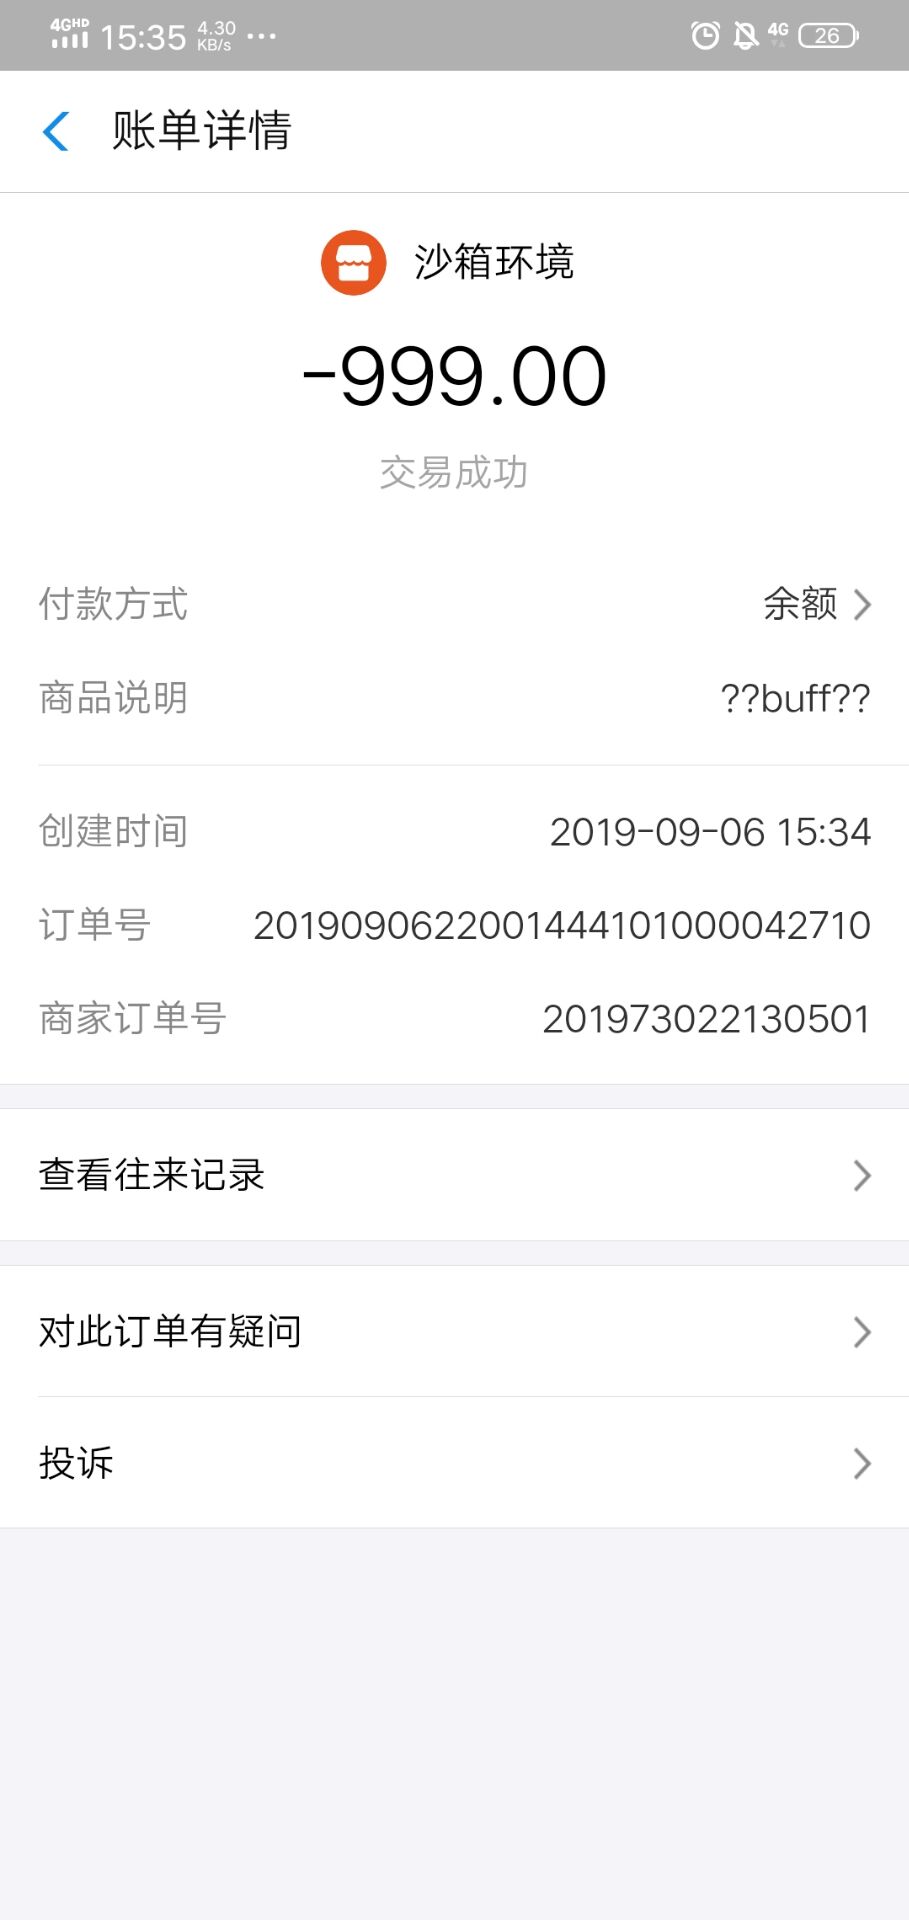 4GHD 15:35 4.30 KB/s ... 4G 26
账单详情
沙箱环境
-999.00
交易成功
付款方式 余额
商品说明 ??buff??
创建时间 2019-09-06 15:34
订单号 2019090622001444101000042710
商家订单号 201973022130501
查看往来记录
对此订单有疑问
投诉